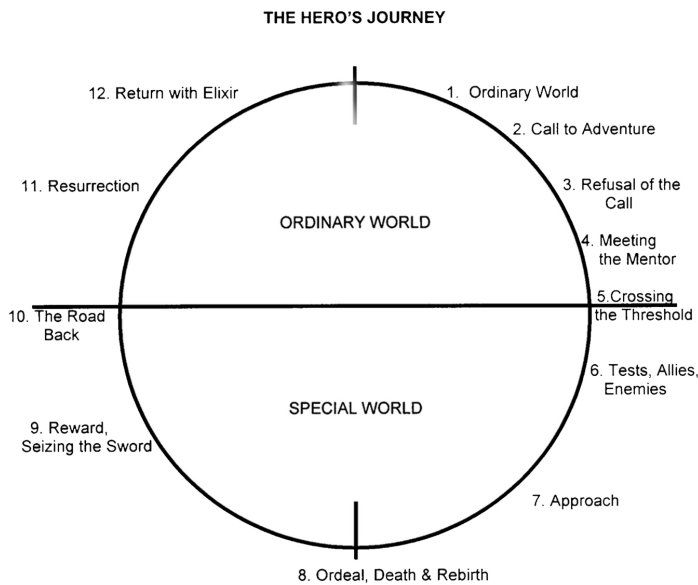 THE HERO'S JOURNEY
12. Return with Elixir
1. Ordinary World
2. Call to Adventure
11. Resurrection
3. Refusal of the
Call
ORDINARY WORLD
4. Meeting
the Mentor
5.Crossing
the Threshold
10. The Road
Back
6. Tests, Allies,
Enemies
SPECIAL WORLD
9. Reward,
Seizing the Sword
7. Approach
8. Ordeal, Death & Rebirth